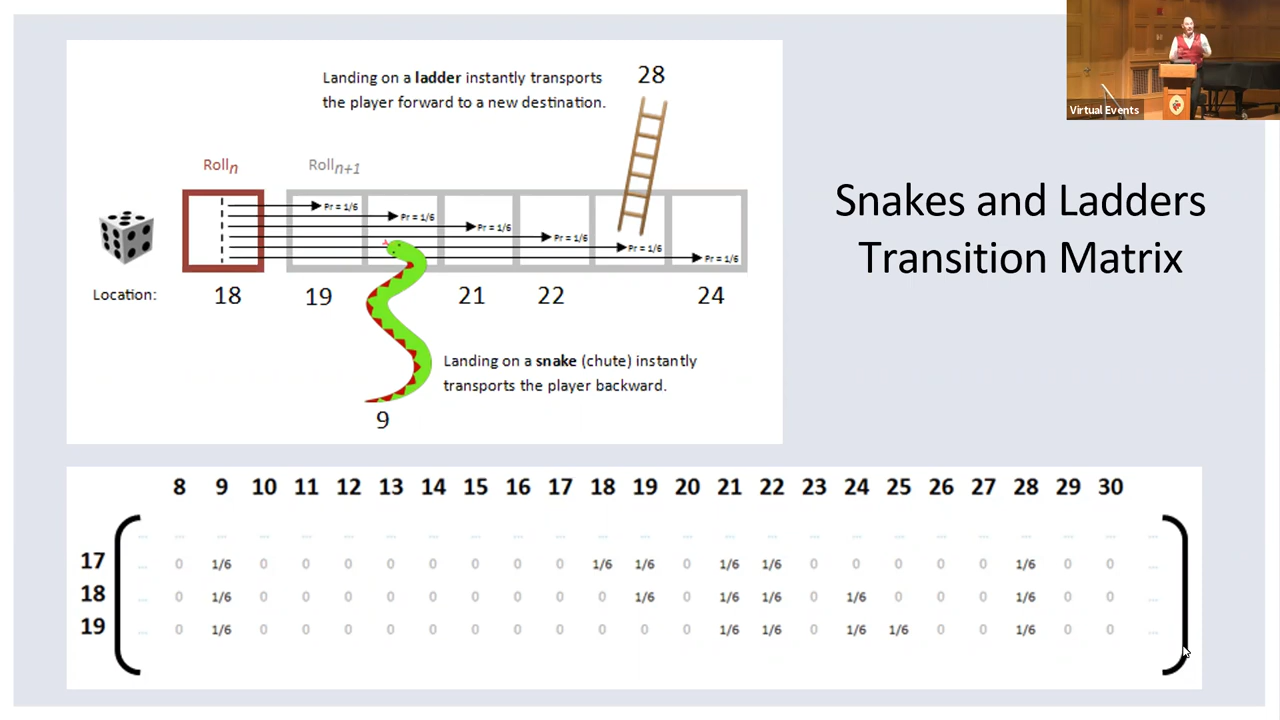 Virtual Events
Snakes and Ladders
Transition Matrix
Landing on a ladder instantly transports
the player forward to a new destination.
28
Roll n
Roll n+1
Pr = 1/6
Pr = 1/6
Pr = 1/6
Pr = 1/6
Pr = 1/6
Pr = 1/6
Location: 18 19 21 22 24
Landing on a snake (chute) instantly
transports the player backward.
9
8 9 10 11 12 13 14 15 16 17 18 19 20 21 22 23 24 25 26 27 28 29 30
... ... ... ... ... ... ... ... ... ... ... ... ... ... ... ... ... ... ... ... ... ... ... ... ...
17 ... 0 1/6 0 0 0 0 0 0 0 0 1/6 1/6 0 1/6 1/6 0 0 0 0 0 1/6 0 0 ...
18 ... 0 1/6 0 0 0 0 0 0 0 0 0 1/6 0 1/6 1/6 0 1/6 0 0 0 1/6 0 0 ...
19 ... 0 1/6 0 0 0 0 0 0 0 0 0 0 0 1/6 1/6 0 1/6 1/6 0 0 1/6 0 0 ...